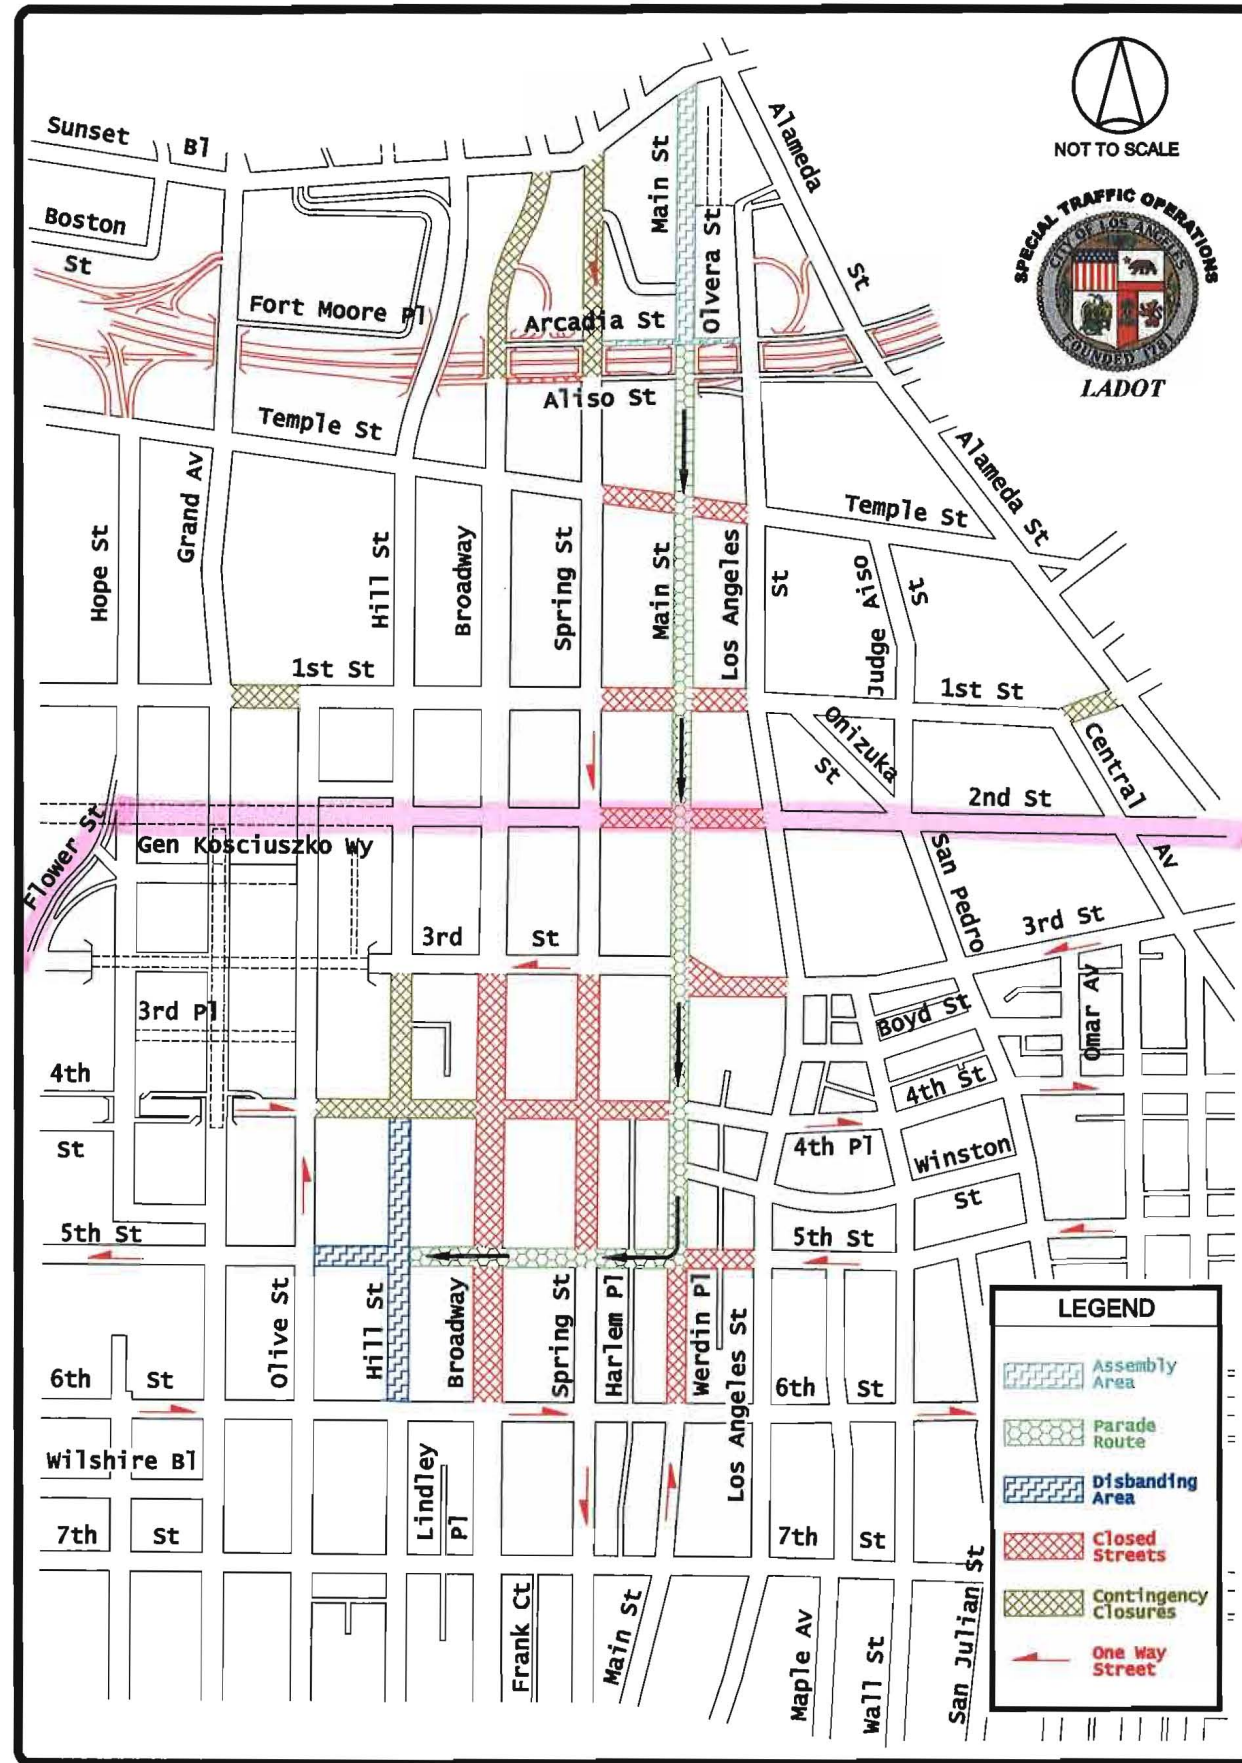 Sunset Bl
Boston
St
Fort Moore Pl
Arcadia St
Main St
Olvera St
Alameda
St
NOT TO SCALE
SPECIAL TRAFFIC OPERATIONS
CITY OF LOS ANGELES
FOUNDED 1781
LADOT
Aliso St
Temple St
Alameda St
Temple St
Hope St
Grand Av
Hill St
Broadway
Spring St
Main St
Los Angeles
St
Judge Aiso
St
1st St
1st St
Onizuka
St
Central
Av
2nd St
Flower St
Gen Kosciuszko Wy
San Pedro
3rd
St
3rd St
3rd Pl
Boyd St
Omar Av
4th
St
4th St
4th Pl
Winston
St
5th St
5th St
Olive St
Hill St
Broadway
Spring St
Harlem Pl
Werdin Pl
Los Angeles St
6th
St
6th
St
Wilshire Bl
Lindley
Pl
7th
St
7th
St
Frank Ct
Main St
Maple Av
Wall St
San Julian St
LEGEND
Assembly
Area
Parade
Route
Disbanding
Area
Closed
Streets
Contingency
Closures
One Way
Street